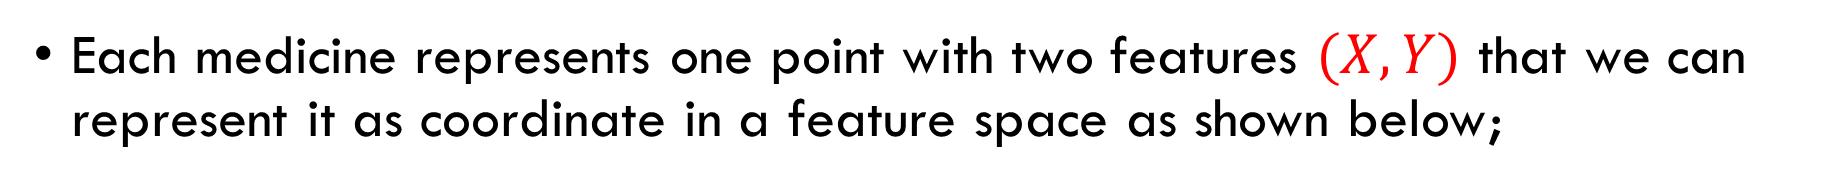 • Each medicine represents one point with two features (X,Y) that we can
represent it as coordinate in a feature space as shown below;